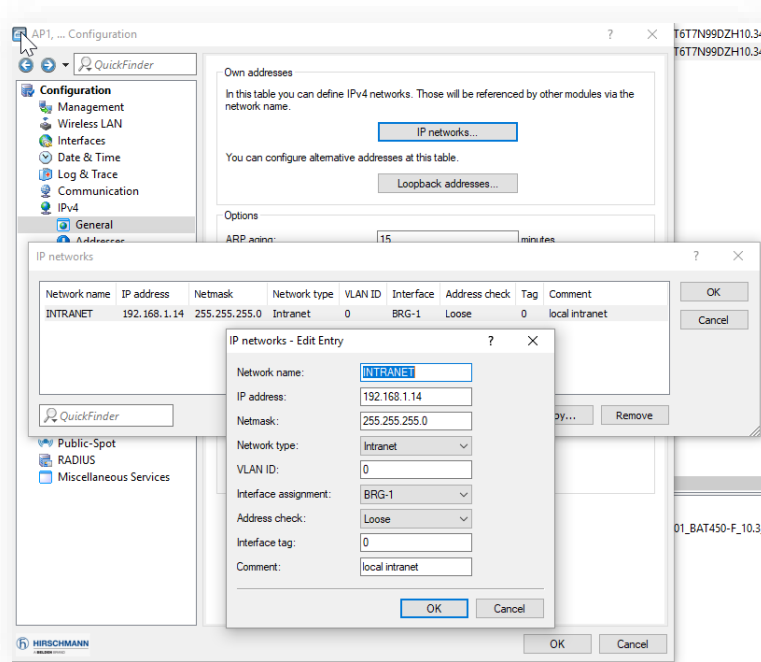 AP1, ... Configuration ? ×
T6T7N99DZH10.34
T6T7N99DZH10.34
QuickFinder
Configuration
Management
Wireless LAN
Interfaces
Date & Time
Log & Trace
Communication
IPv4
General
Addresses
Own addresses
In this table you can define IPv4 networks. Those will be referenced by other modules via the
network name.
IP networks...
You can configure alternative addresses at this table.
Loopback addresses...
Options
ARP aging: 15 minutes
IP networks ? ×
Network name IP address Netmask Network type VLAN ID Interface Address check Tag Comment
INTRANET 192.168.1.14 255.255.255.0 Intranet 0 BRG-1 Loose 0 local intranet
OK
Cancel
QuickFinder
py... Remove
IP networks - Edit Entry ? ×
Network name: INTRANET
IP address: 192.168.1.14
Netmask: 255.255.255.0
Network type: Intranet
VLAN ID: 0
Interface assignment: BRG-1
Address check: Loose
Interface tag: 0
Comment: local intranet
OK Cancel
Public-Spot
RADIUS
Miscellaneous Services
01_BAT450-F_10.3
HIRSCHMANN
OK Cancel